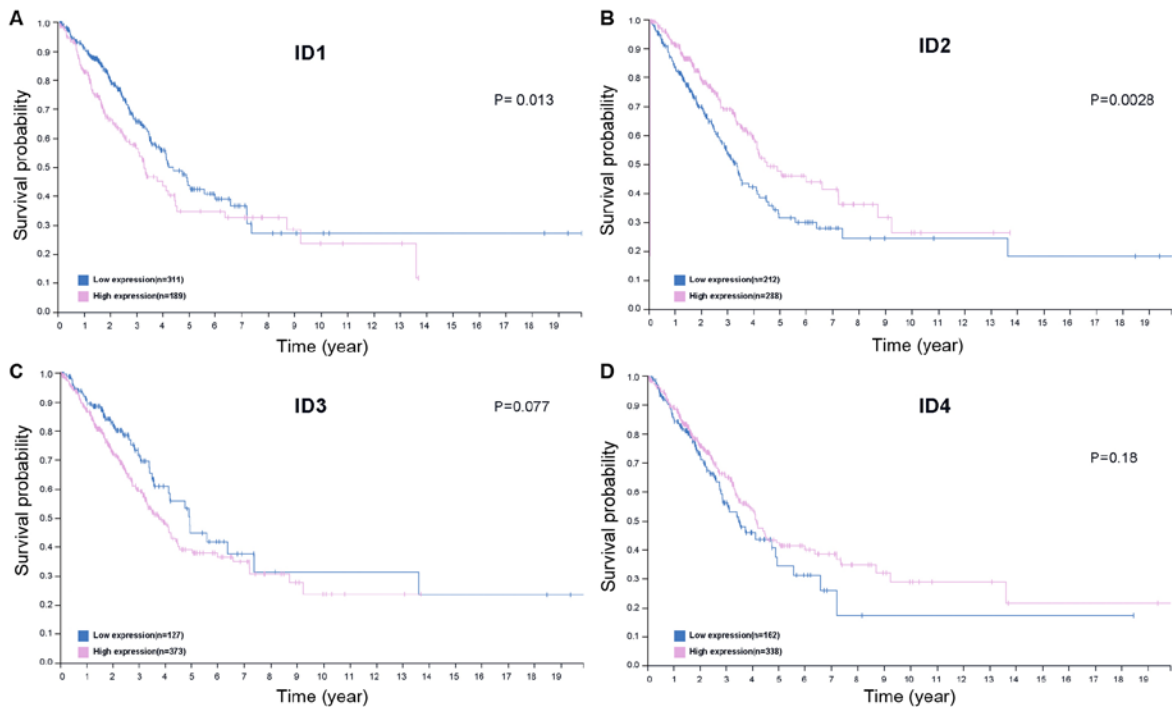 A
ID1
P= 0.013
Survival probability
1.0
0.9
0.8
0.7
0.6
0.5
0.4
0.3
0.2
0.1
0.0
Low expression(n=311)
High expression(n=189)
0 1 2 3 4 5 6 7 8 9 10 11 12 13 14 15 16 17 18 19
Time (year)
B
ID2
P=0.0028
Survival probability
1.0
0.9
0.8
0.7
0.6
0.5
0.4
0.3
0.2
0.1
0.0
Low expression(n=212)
High expression(n=288)
0 1 2 3 4 5 6 7 8 9 10 11 12 13 14 15 16 17 18 19
Time (year)
C
ID3
P=0.077
Survival probability
1.0
0.9
0.8
0.7
0.6
0.5
0.4
0.3
0.2
0.1
0.0
Low expression(n=127)
High expression(n=373)
0 1 2 3 4 5 6 7 8 9 10 11 12 13 14 15 16 17 18 19
Time (year)
D
ID4
P=0.18
Survival probability
1.0
0.9
0.8
0.7
0.6
0.5
0.4
0.3
0.2
0.1
0.0
Low expression(n=162)
High expression(n=338)
0 1 2 3 4 5 6 7 8 9 10 11 12 13 14 15 16 17 18 19
Time (year)